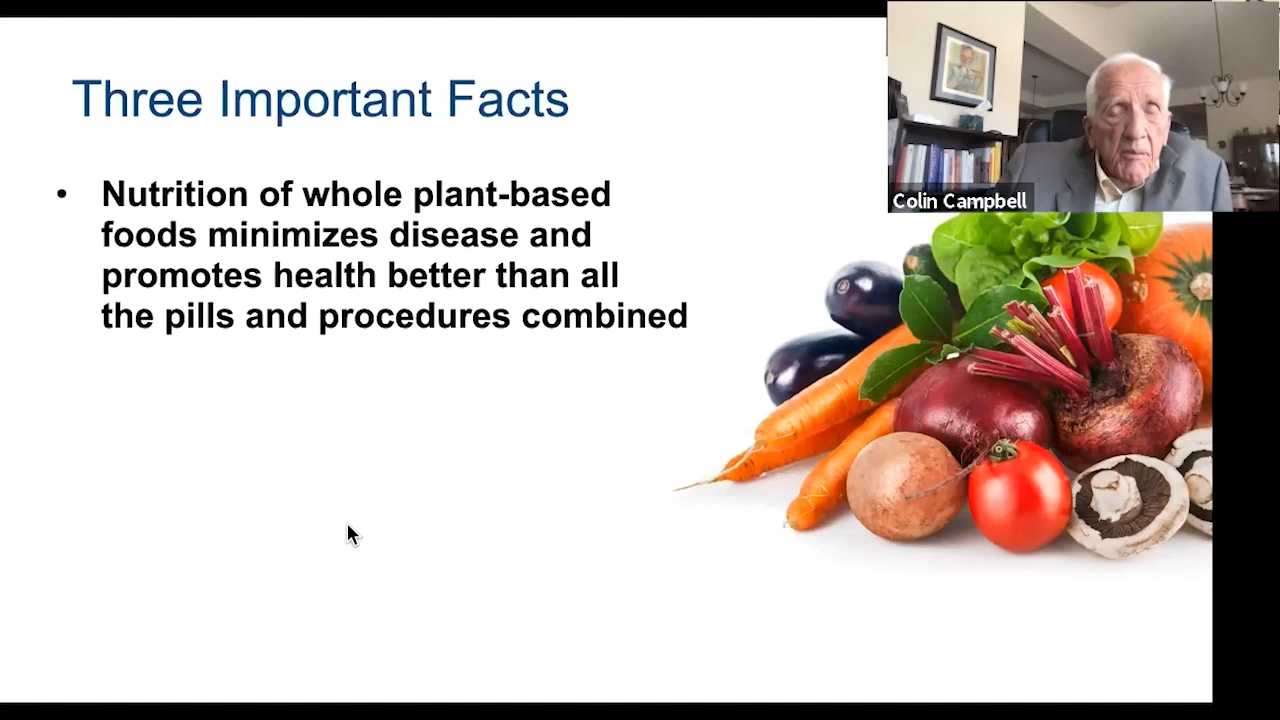 Three Important Facts
Colin Campbell
• Nutrition of whole plant-based
foods minimizes disease and
promotes health better than all
the pills and procedures combined